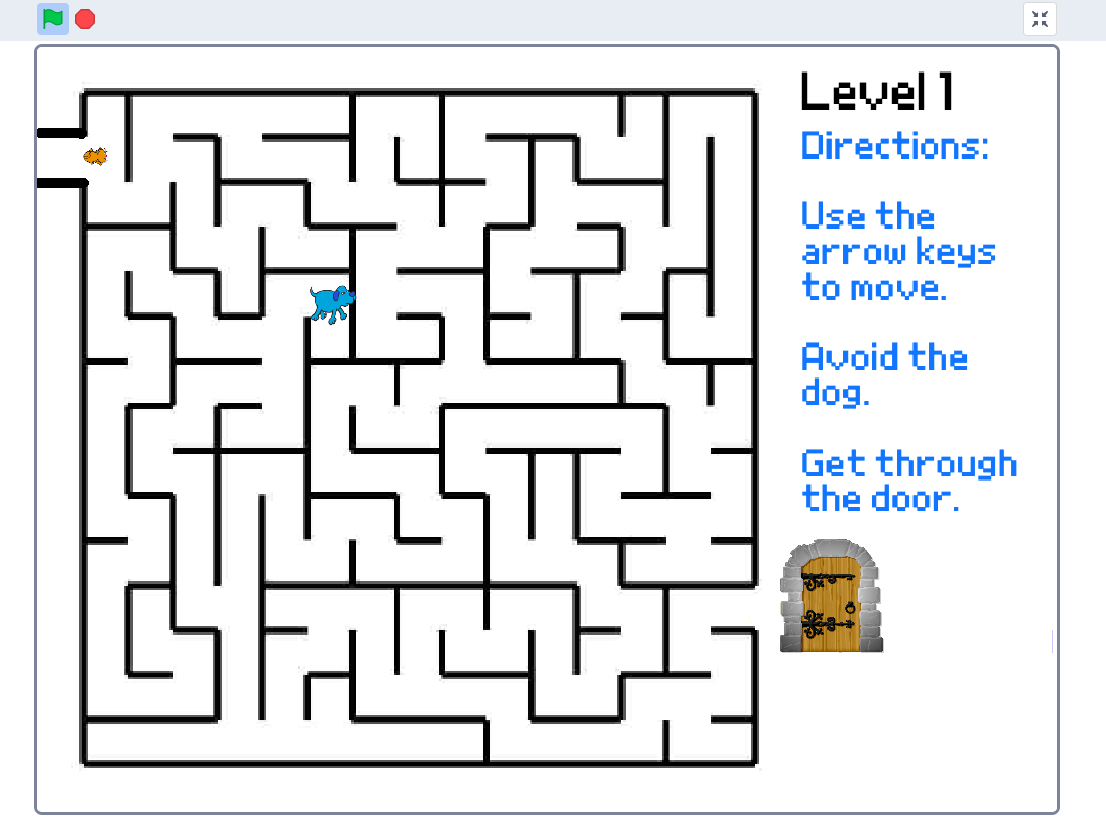 Level 1
Directions:
Use the
arrow keys
to move.
Avoid the
dog.
Get through
the door.